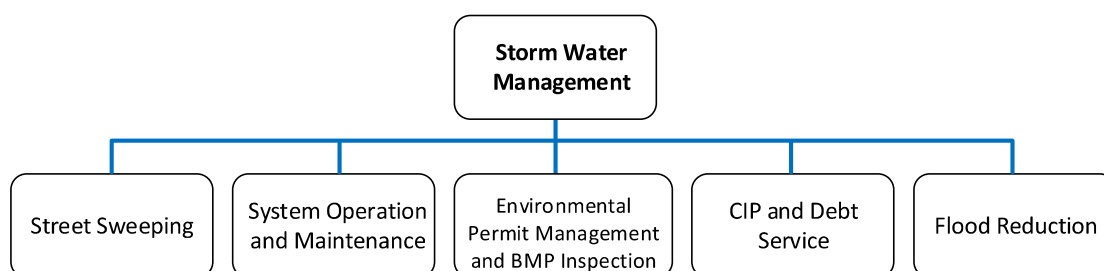 Storm Water
Management
Street Sweeping
System Operation
and Maintenance
Environmental
Permit Management
and BMP Inspection
CIP and Debt
Service
Flood Reduction